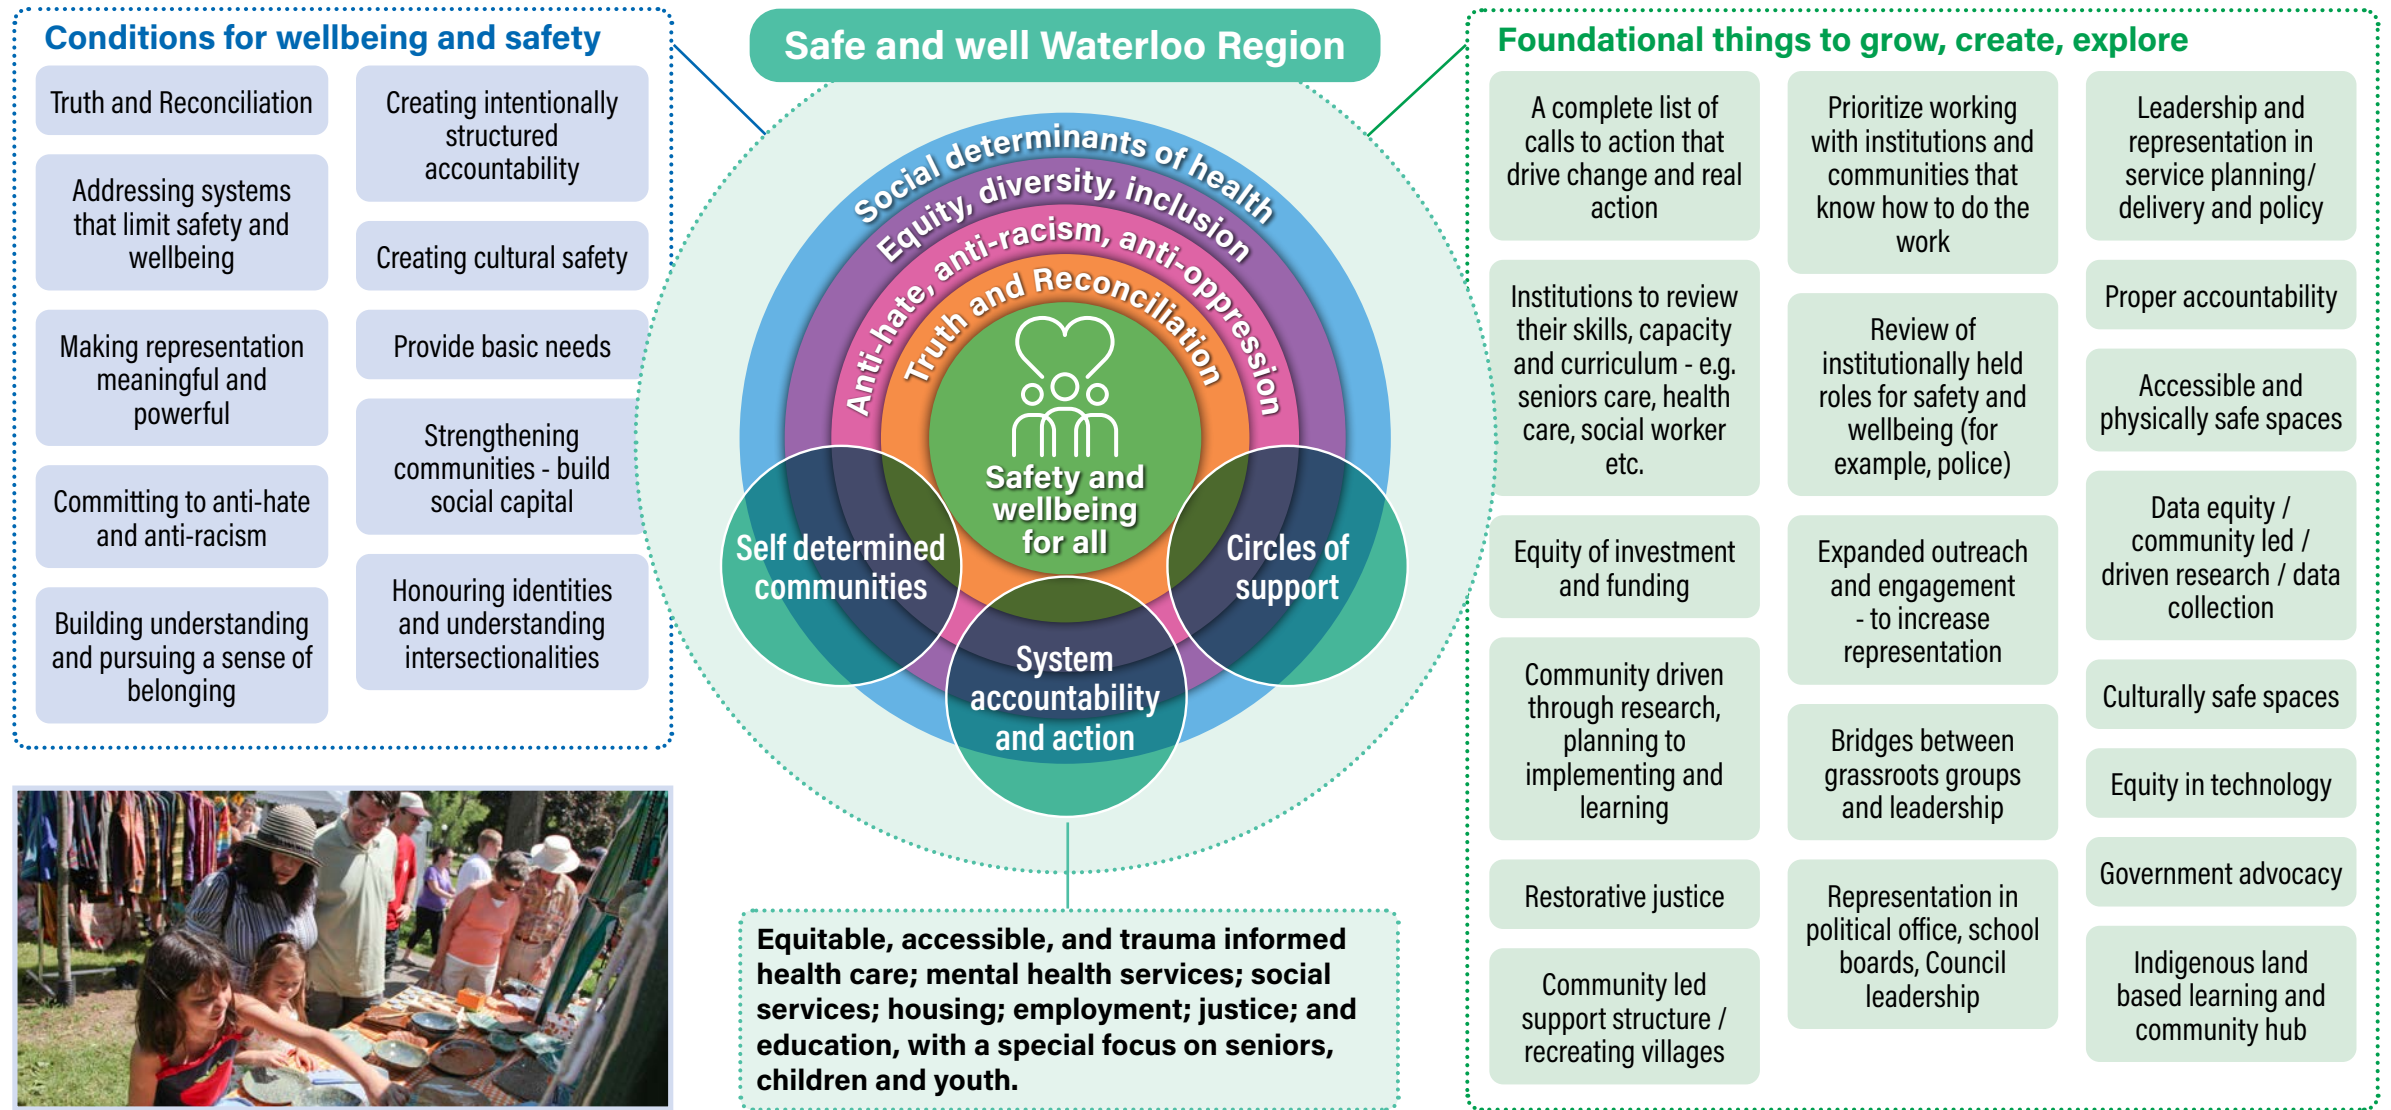 Conditions for wellbeing and safety
Truth and Reconciliation
Addressing systems
that limit safety and
wellbeing
Making representation
meaningful and
powerful
Committing to anti-hate
and anti-racism
Building understanding
and pursuing a sense of
belonging
Creating intentionally
structured
accountability
Creating cultural safety
Provide basic needs
Strengthening
communities - build
social capital
Honouring identities
and understanding
intersectionalities
Safe and well Waterloo Region
Social determinants of health
Equity, diversity, inclusion
Anti-hate, anti-racism, anti-oppression
Truth and Reconciliation
Safety and
wellbeing
for all
Self determined
communities
System
accountability
and action
Circles of
support
Equitable, accessible, and trauma informed
health care; mental health services; social
services; housing; employment; justice; and
education, with a special focus on seniors,
children and youth.
Foundational things to grow, create, explore
A complete list of
calls to action that
drive change and real
action
Institutions to review
their skills, capacity
and curriculum - e.g.
seniors care, health
care, social worker
etc.
Equity of investment
and funding
Community driven
through research,
planning to
implementing and
learning
Restorative justice
Community led
support structure /
recreating villages
Prioritize working
with institutions and
communities that
know how to do the
work
Review of
institutionally held
roles for safety and
wellbeing (for
example, police)
Expanded outreach
and engagement
- to increase
representation
Bridges between
grassroots groups
and leadership
Representation in
political office, school
boards, Council
leadership
Leadership and
representation in
service planning/
delivery and policy
Proper accountability
Accessible and
physically safe spaces
Data equity /
community led /
driven research / data
collection
Culturally safe spaces
Equity in technology
Government advocacy
Indigenous land
based learning and
community hub